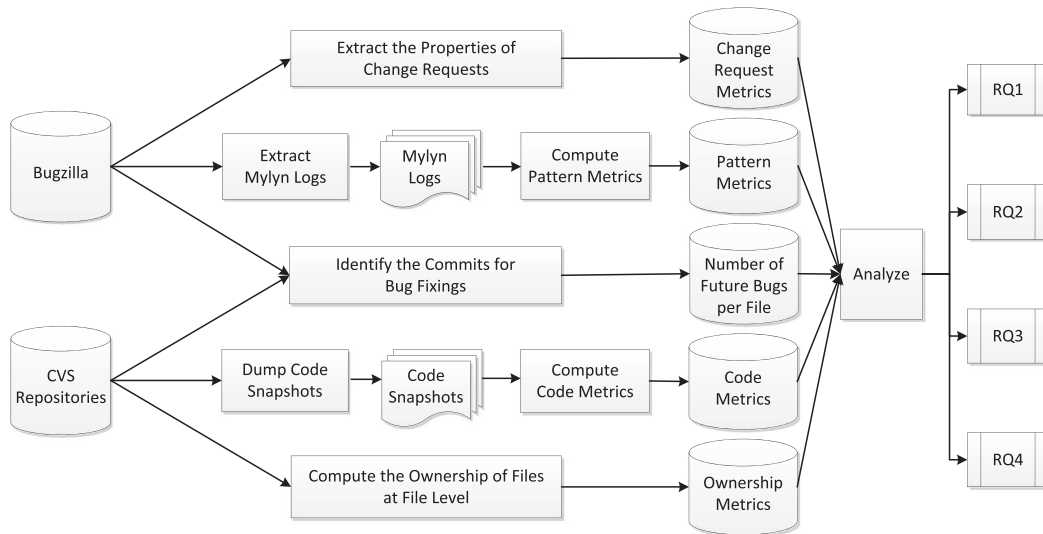 Extract the Properties of
Change Requests
Change
Request
Metrics
RQ1
Bugzilla
Extract
Mylyn Logs
Mylyn
Logs
Compute
Pattern Metrics
Pattern
Metrics
RQ2
Identify the Commits for
Bug Fixings
Number of
Future Bugs
per File
Analyze
CVS
Repositories
Dump Code
Snapshots
Code
Snapshots
Compute
Code Metrics
Code
Metrics
RQ3
Compute the Ownership of Files
at File Level
Ownership
Metrics
RQ4